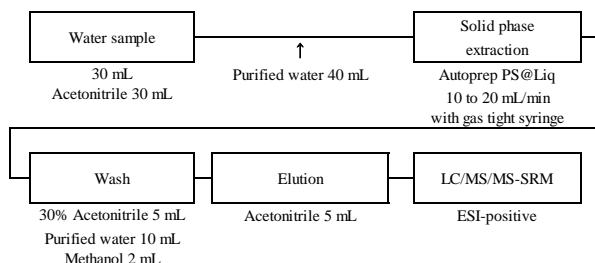 Water sample
30 mL
Acetonitrile 30 mL
↑
Purified water 40 mL
Solid phase
extraction
Autoprep PS@Liq
10 to 20 mL/min
with gas tight syringe
Wash
30% Acetonitrile 5 mL
Purified water 10 mL
Methanol 2 mL
Elution
Acetonitrile 5 mL
LC/MS/MS-SRM
ESI-positive